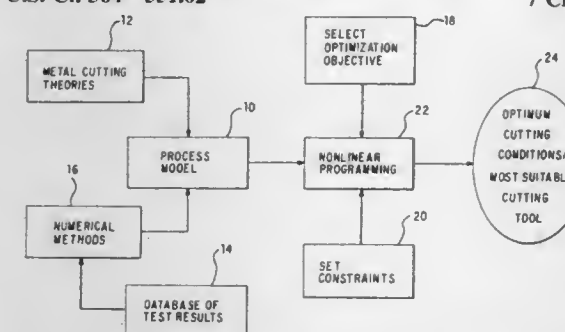 12
METAL CUTTING
THEORIES
18
SELECT
OPTIMIZATION
OBJECTIVE
24
10
PROCESS
MODEL
22
NONLINEAR
PROGRAMMING
OPTIMUM
CUTTING
CONDITIONS
MOST SUITABLE
CUTTING
TOOL
16
NUMERICAL
METHODS
20
SET
CONSTRAINTS
14
DATABASE OF
TEST RESULTS